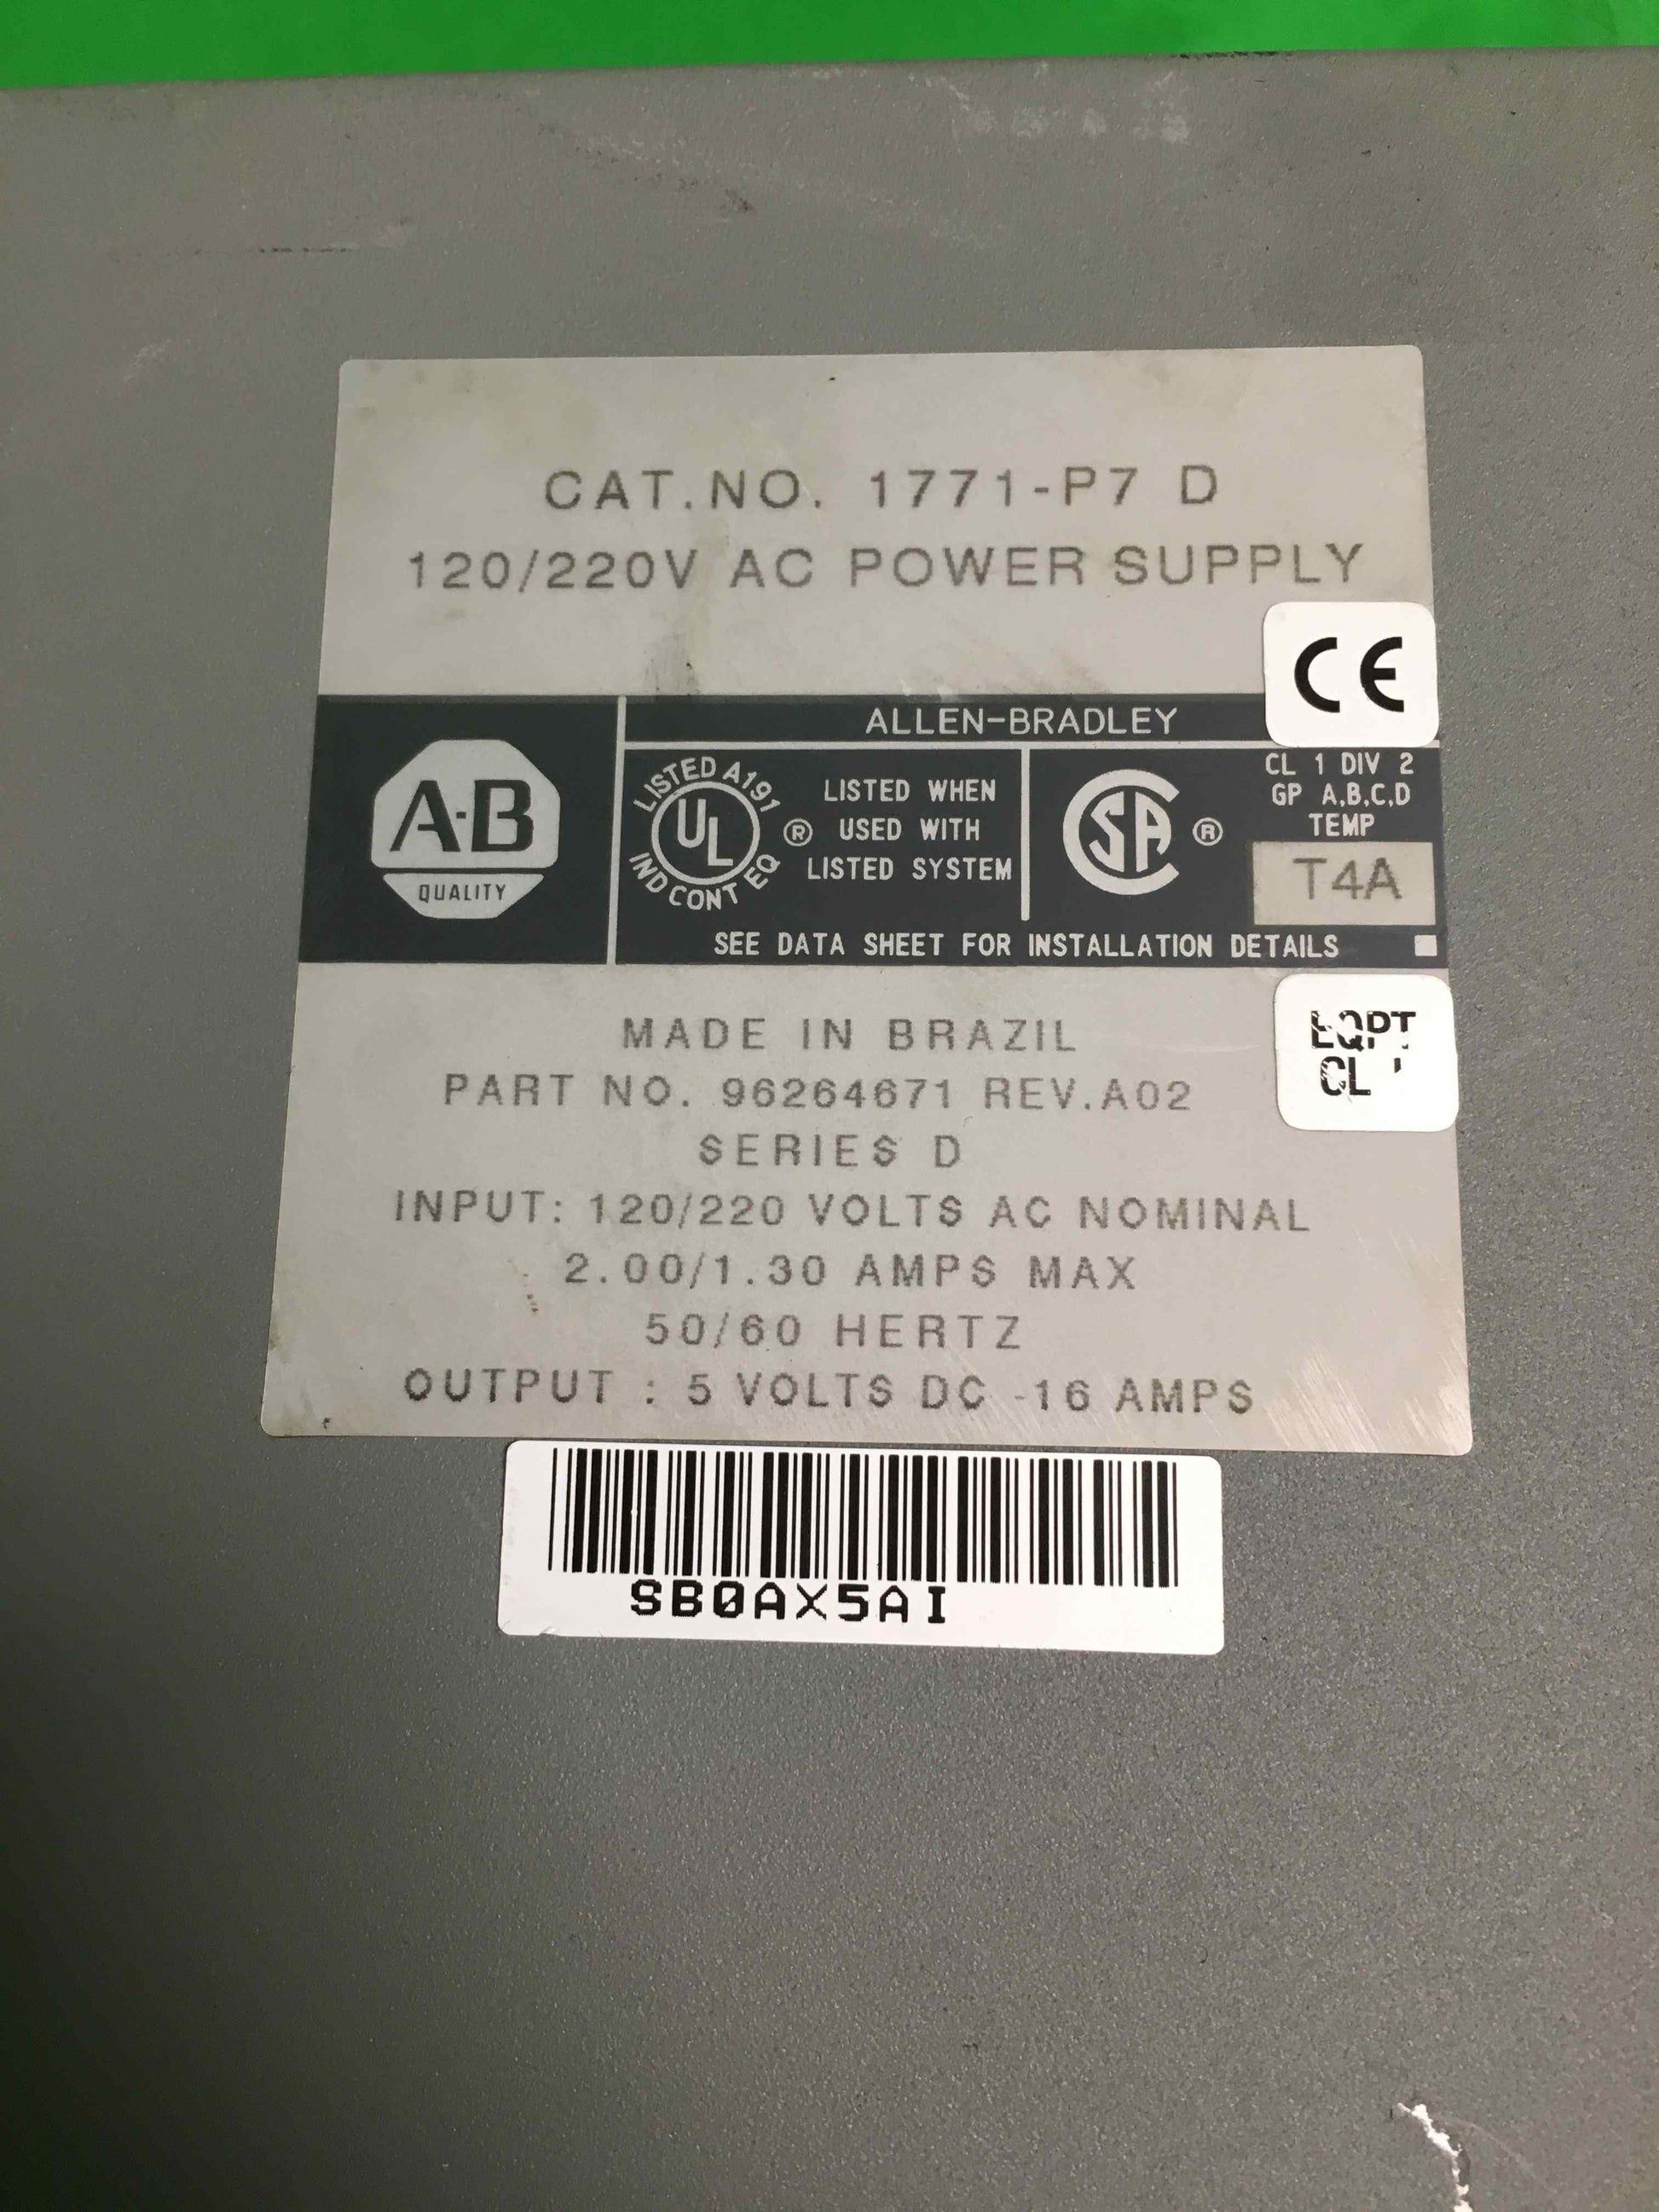 CAT.NO. 1771-P7 D
120/220V AC POWER SUPPLY
CE
ALLEN-BRADLEY
A-B
QUALITY
LISTED A191
UL ®
IND CONT EQ
LISTED WHEN
USED WITH
LISTED SYSTEM
CSA ®
CL 1 DIV 2
GP A,B,C,D
TEMP
T4A
SEE DATA SHEET FOR INSTALLATION DETAILS
EQPT
CL
MADE IN BRAZIL
PART NO. 96264671 REV.A02
SERIES D
INPUT: 120/220 VOLTS AC NOMINAL
2.00/1.30 AMPS MAX
50/60 HERTZ
OUTPUT : 5 VOLTS DC -16 AMPS
SB0AX5AI